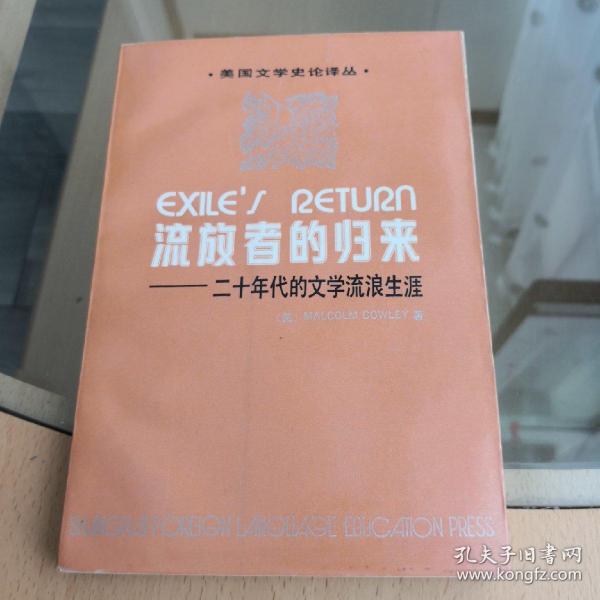 ·美国文学史论译丛·
EXILE'S RETURN
流放者的归来
——二十年代的文学流浪生涯
〔美〕MALCOLM COWLEY 著
SHANGHAI FOREIGN LANGUAGE EDUCATION PRESS
孔夫子旧书网
www.kongfz.com